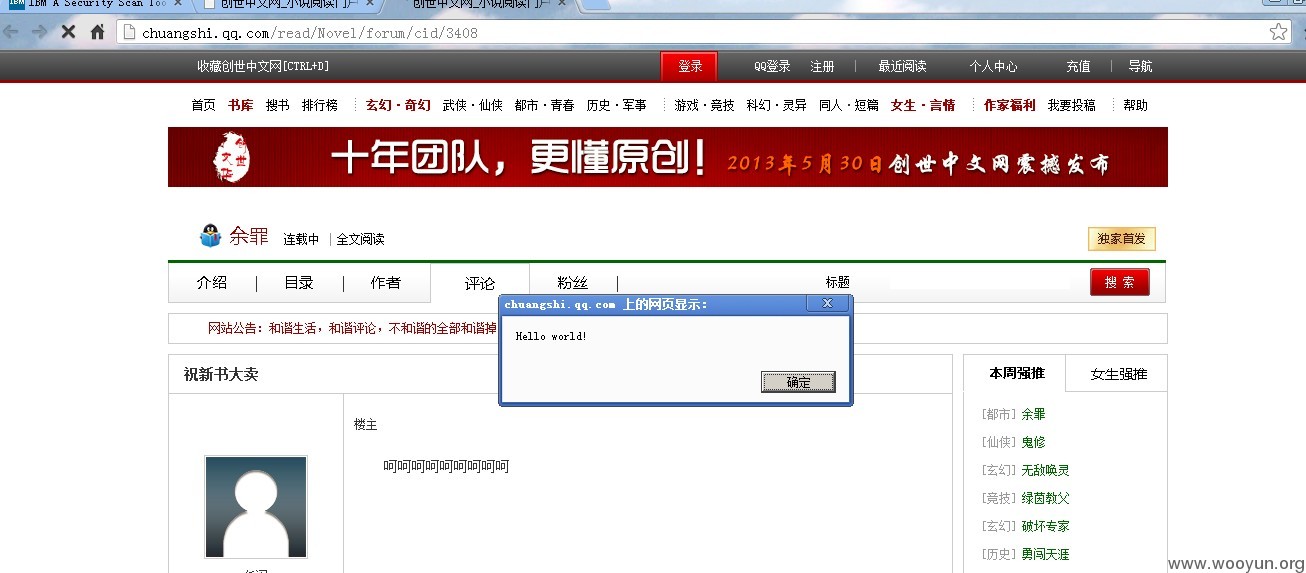 IBM A Security Scan Too × 创世中文网_小说阅读门户 × 创世中文网_小说阅读门户 ×
chuangshi.qq.com/read/Novel/forum/cid/3408
收藏创世中文网[CTRL+D] 登录 QQ登录 注册 | 最近阅读 个人中心 充值 | 导航
首页 书库 搜书 排行榜 玄幻·奇幻 武侠·仙侠 都市·青春 历史·军事 游戏·竞技 科幻·灵异 同人·短篇 女生·言情 作家福利 我要投稿 帮助
创世中文 十年团队，更懂原创！ 2013年5月30日创世中文网震撼发布
余罪 连载中 | 全文阅读 独家首发
介绍 | 目录 | 作者 评论 粉丝 | 标题 搜 索
chuangshi.qq.com 上的网页显示: X
Hello world!
确定
网站公告：和谐生活，和谐评论，不和谐的全部和谐掉
祝新书大卖
本周强推 女生强推
楼主
呵呵呵呵呵呵呵呵呵
[都市] 余罪
[仙侠] 鬼修
[玄幻] 无敌唤灵
[竞技] 绿茵教父
[玄幻] 破坏专家
[历史] 勇闯天涯
www.wooyun.org